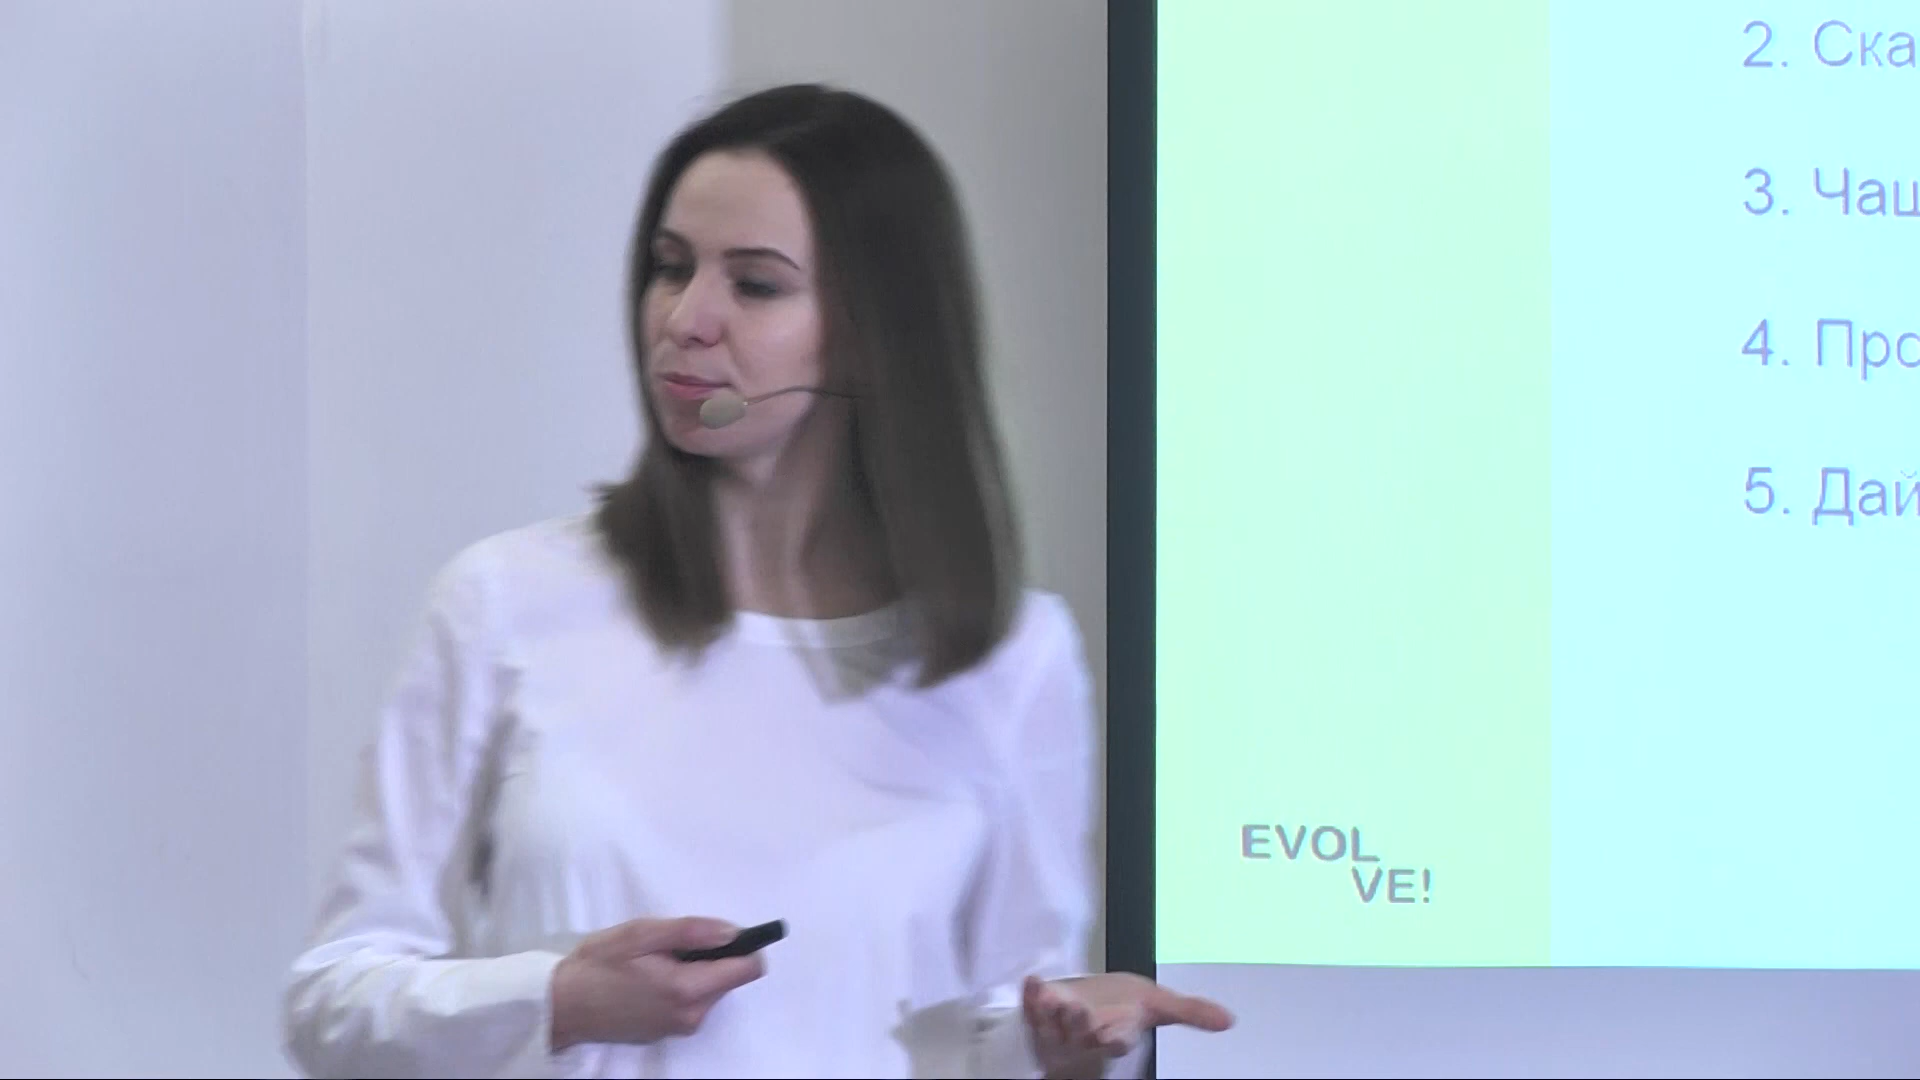 2. Ска
3. Чащ
4. Про
5. Дай
EVOL
VE!